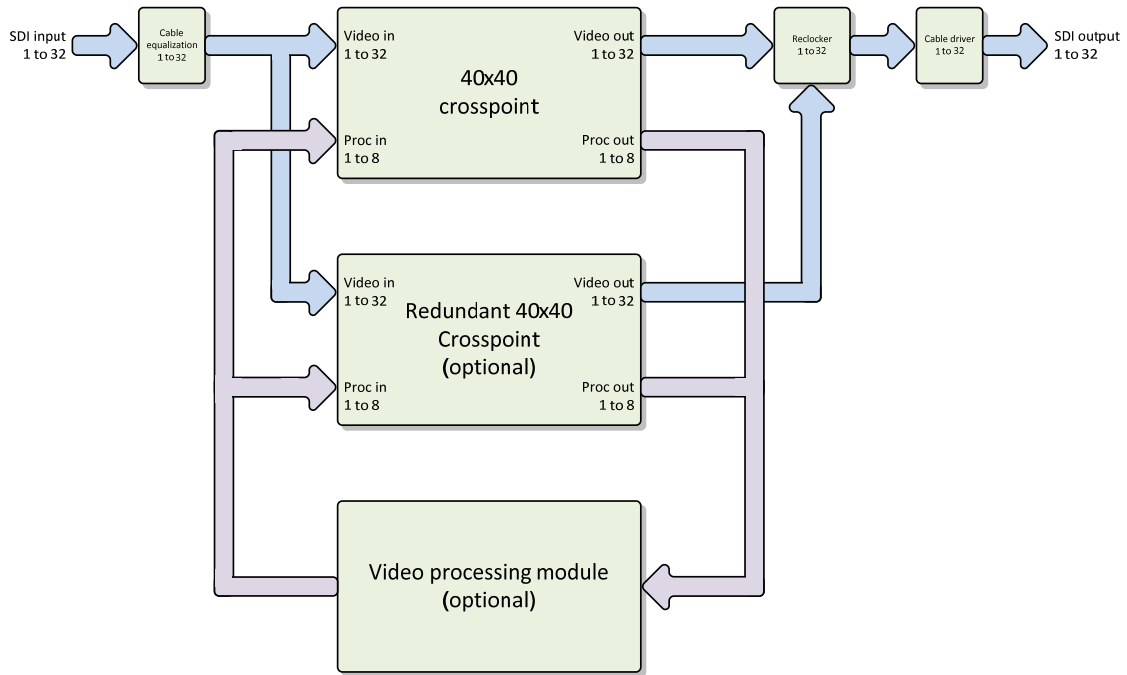 SDI input
1 to 32
Cable
equalization
1 to 32
Video in
1 to 32
Video out
1 to 32
40x40
crosspoint
Proc in
1 to 8
Proc out
1 to 8
Reclocker
1 to 32
Cable driver
1 to 32
SDI output
1 to 32
Video in
1 to 32
Video out
1 to 32
Redundant 40x40
Crosspoint
(optional)
Proc in
1 to 8
Proc out
1 to 8
Video processing module
(optional)